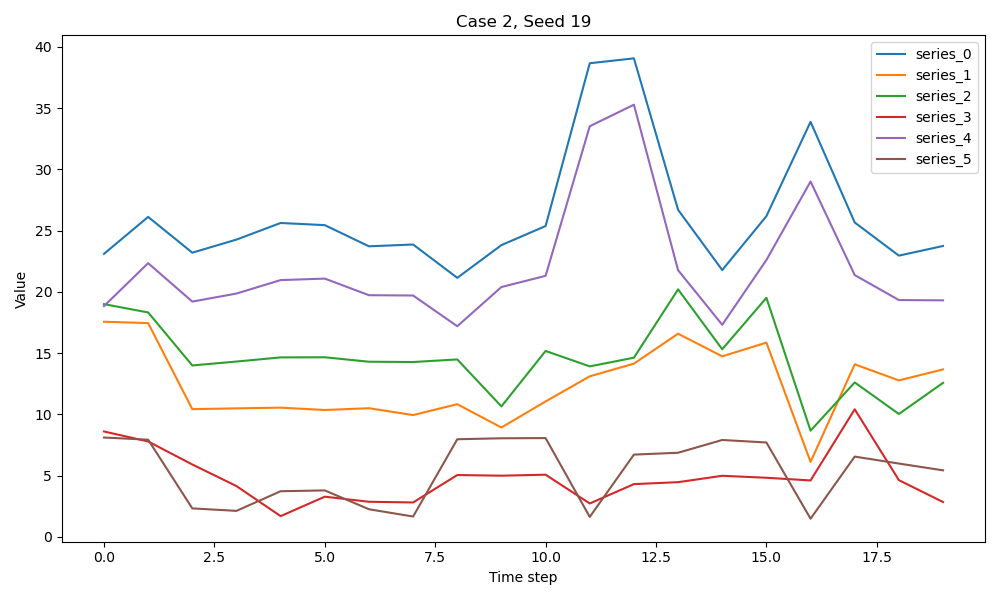 Case 2, Seed 19
40
35
30
25
20
15
10
5
0
Value
0.0 2.5 5.0 7.5 10.0 12.5 15.0 17.5
Time step
series_0
series_1
series_2
series_3
series_4
series_5